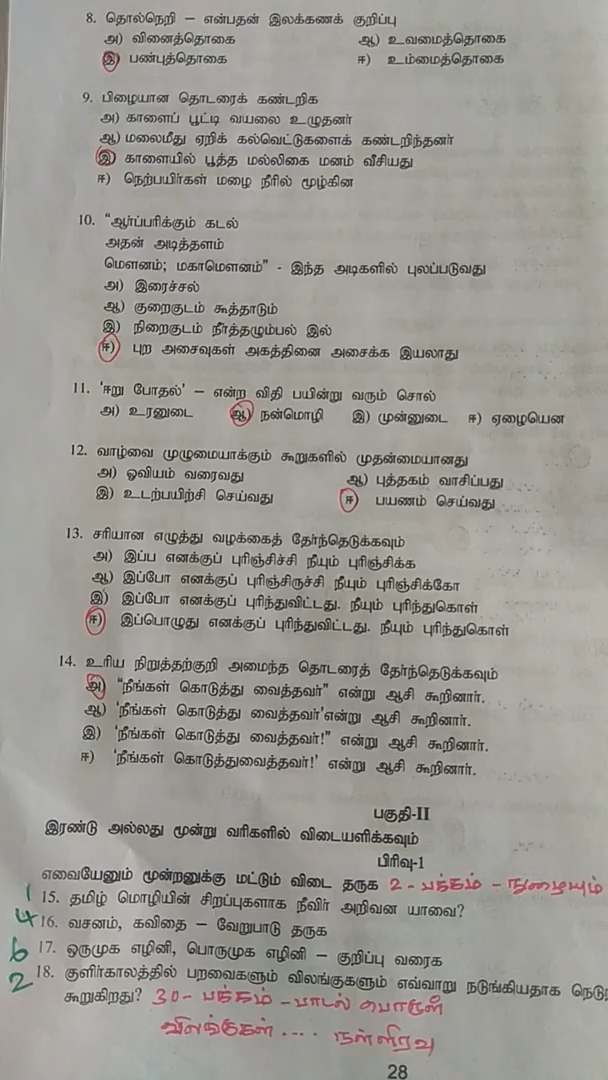 8. தொல்நெறி – என்பதன் இலக்கணக் குறிப்பு
அ) வினைத்தொகை ஆ) உவமைத்தொகை
இ) பண்புத்தொகை ஈ) உம்மைத்தொகை
9. பிழையான தொடரைக் கண்டறிக
அ) காளைப் பூட்டி வயலை உழுதனர்
ஆ) மலைமீது ஏறிக் கல்வெட்டுகளைக் கண்டறிந்தனர்
இ) காளையில் பூத்த மல்லிகை மனம் வீசியது
ஈ) நெற்பயிர்கள் மழை நீரில் மூழ்கின
10. "ஆர்ப்பரிக்கும் கடல்
அதன் அடித்தளம்
மௌனம்; மகாமௌனம்" - இந்த அடிகளில் புலப்படுவது
அ) இரைச்சல்
ஆ) குறைகுடம் கூத்தாடும்
இ) நிறைகுடம் நீர்த்தழும்பல் இல்
ஈ) புற அசைவுகள் அகத்தினை அசைக்க இயலாது
11. 'ஈறு போதல்' – என்ற விதி பயின்று வரும் சொல்
அ) உரனுடை ஆ) நன்மொழி இ) முன்னுடை ஈ) ஏழையென
12. வாழ்வை முழுமையாக்கும் கூறுகளில் முதன்மையானது
அ) ஓவியம் வரைவது ஆ) புத்தகம் வாசிப்பது
இ) உடற்பயிற்சி செய்வது ஈ) பயணம் செய்வது
13. சரியான எழுத்து வழக்கைத் தேர்ந்தெடுக்கவும்
அ) இப்ப எனக்குப் புரிஞ்சிச்சி நீயும் புரிஞ்சிக்க
ஆ) இப்போ எனக்குப் புரிஞ்சிருச்சி நீயும் புரிஞ்சிக்கோ
இ) இப்போ எனக்குப் புரிந்துவிட்டது. நீயும் புரிந்துகொள்
ஈ) இப்பொழுது எனக்குப் புரிந்துவிட்டது. நீயும் புரிந்துகொள்
14. உரிய நிறுத்தற்குறி அமைந்த தொடரைத் தேர்ந்தெடுக்கவும்
அ) "நீங்கள் கொடுத்து வைத்தவர்" என்று ஆசி கூறினார்.
ஆ) 'நீங்கள் கொடுத்து வைத்தவர்'என்று ஆசி கூறினார்.
இ) 'நீங்கள் கொடுத்து வைத்தவர்!" என்று ஆசி கூறினார்.
ஈ) 'நீங்கள் கொடுத்துவைத்தவர்!' என்று ஆசி கூறினார்.
பகுதி-II
இரண்டு அல்லது மூன்று வரிகளில் விடையளிக்கவும்
பிரிவு-1
எவையேனும் மூன்றனுக்கு மட்டும் விடை தருக 2 - பக்கம் - நுழையும்
1 15. தமிழ் மொழியின் சிறப்புகளாக நீவிர் அறிவன யாவை?
4 16. வசனம், கவிதை – வேறுபாடு தருக
6 17. ஒருமுக எழினி, பொருமுக எழினி – குறிப்பு வரைக
2 18. குளிர்காலத்தில் பறவைகளும் விலங்குகளும் எவ்வாறு நடுங்கியதாக
கூறுகிறது? 30 - பக்கம் - பாடல் பொருள்
விலங்குகள் .... நள்ளிரவு
28